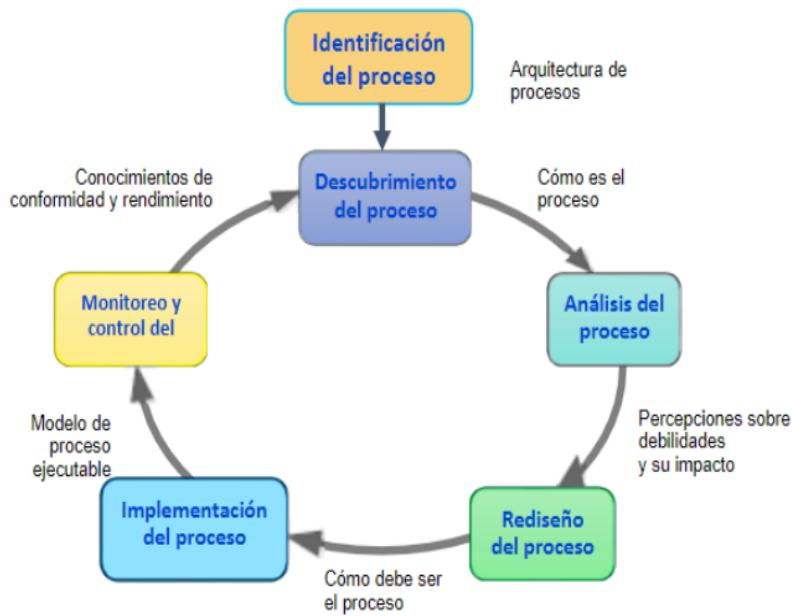 Identificación
del proceso
Arquitectura de
procesos
Descubrimiento
del proceso
Cómo es el
proceso
Análisis del
proceso
Percepciones sobre
debilidades
y su impacto
Rediseño
del proceso
Cómo debe ser
el proceso
Implementación
del proceso
Modelo de
proceso
ejecutable
Monitoreo y
control del
Conocimientos de
conformidad y rendimiento